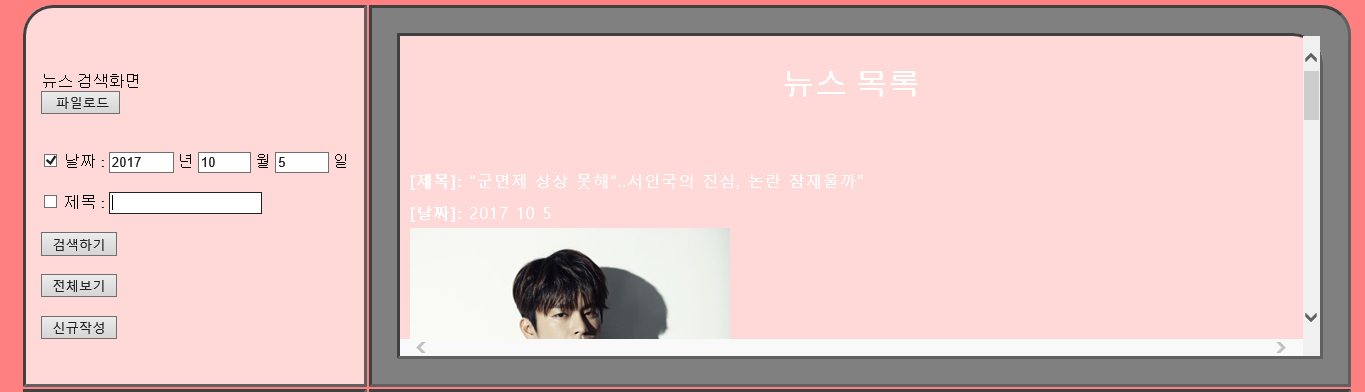 뉴스 검색화면
파일로드
날짜 : 2017 년 10 월 5 일
제목 :
검색하기
전체보기
신규작성
뉴스 목록
[제목]: "군면제 상상 못해"..서인국의 진심, 논란 잠재울까"
[날짜]: 2017 10 5